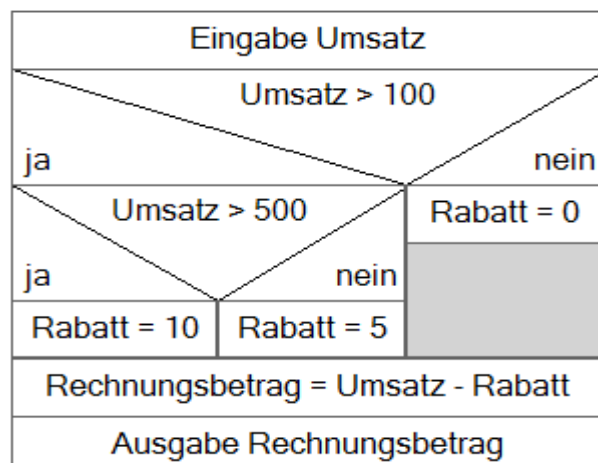 Eingabe Umsatz
Umsatz > 100
ja
nein
Umsatz > 500
Rabatt = 0
ja
nein
Rabatt = 10
Rabatt = 5
Rechnungsbetrag = Umsatz - Rabatt
Ausgabe Rechnungsbetrag